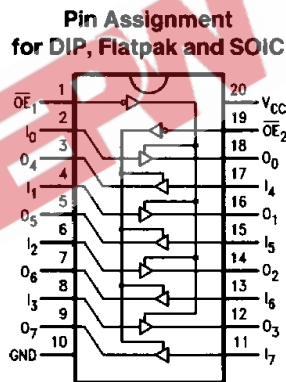 Pin Assignment
for DIP, Flatpak and SOIC
OE1 1 20 VCC
I0 2 19 OE2
O4 3 18 O0
I1 4 17 I4
O5 5 16 O1
I2 6 15 I5
O6 7 14 O2
I3 8 13 I6
O7 9 12 O3
GND 10 11 I7